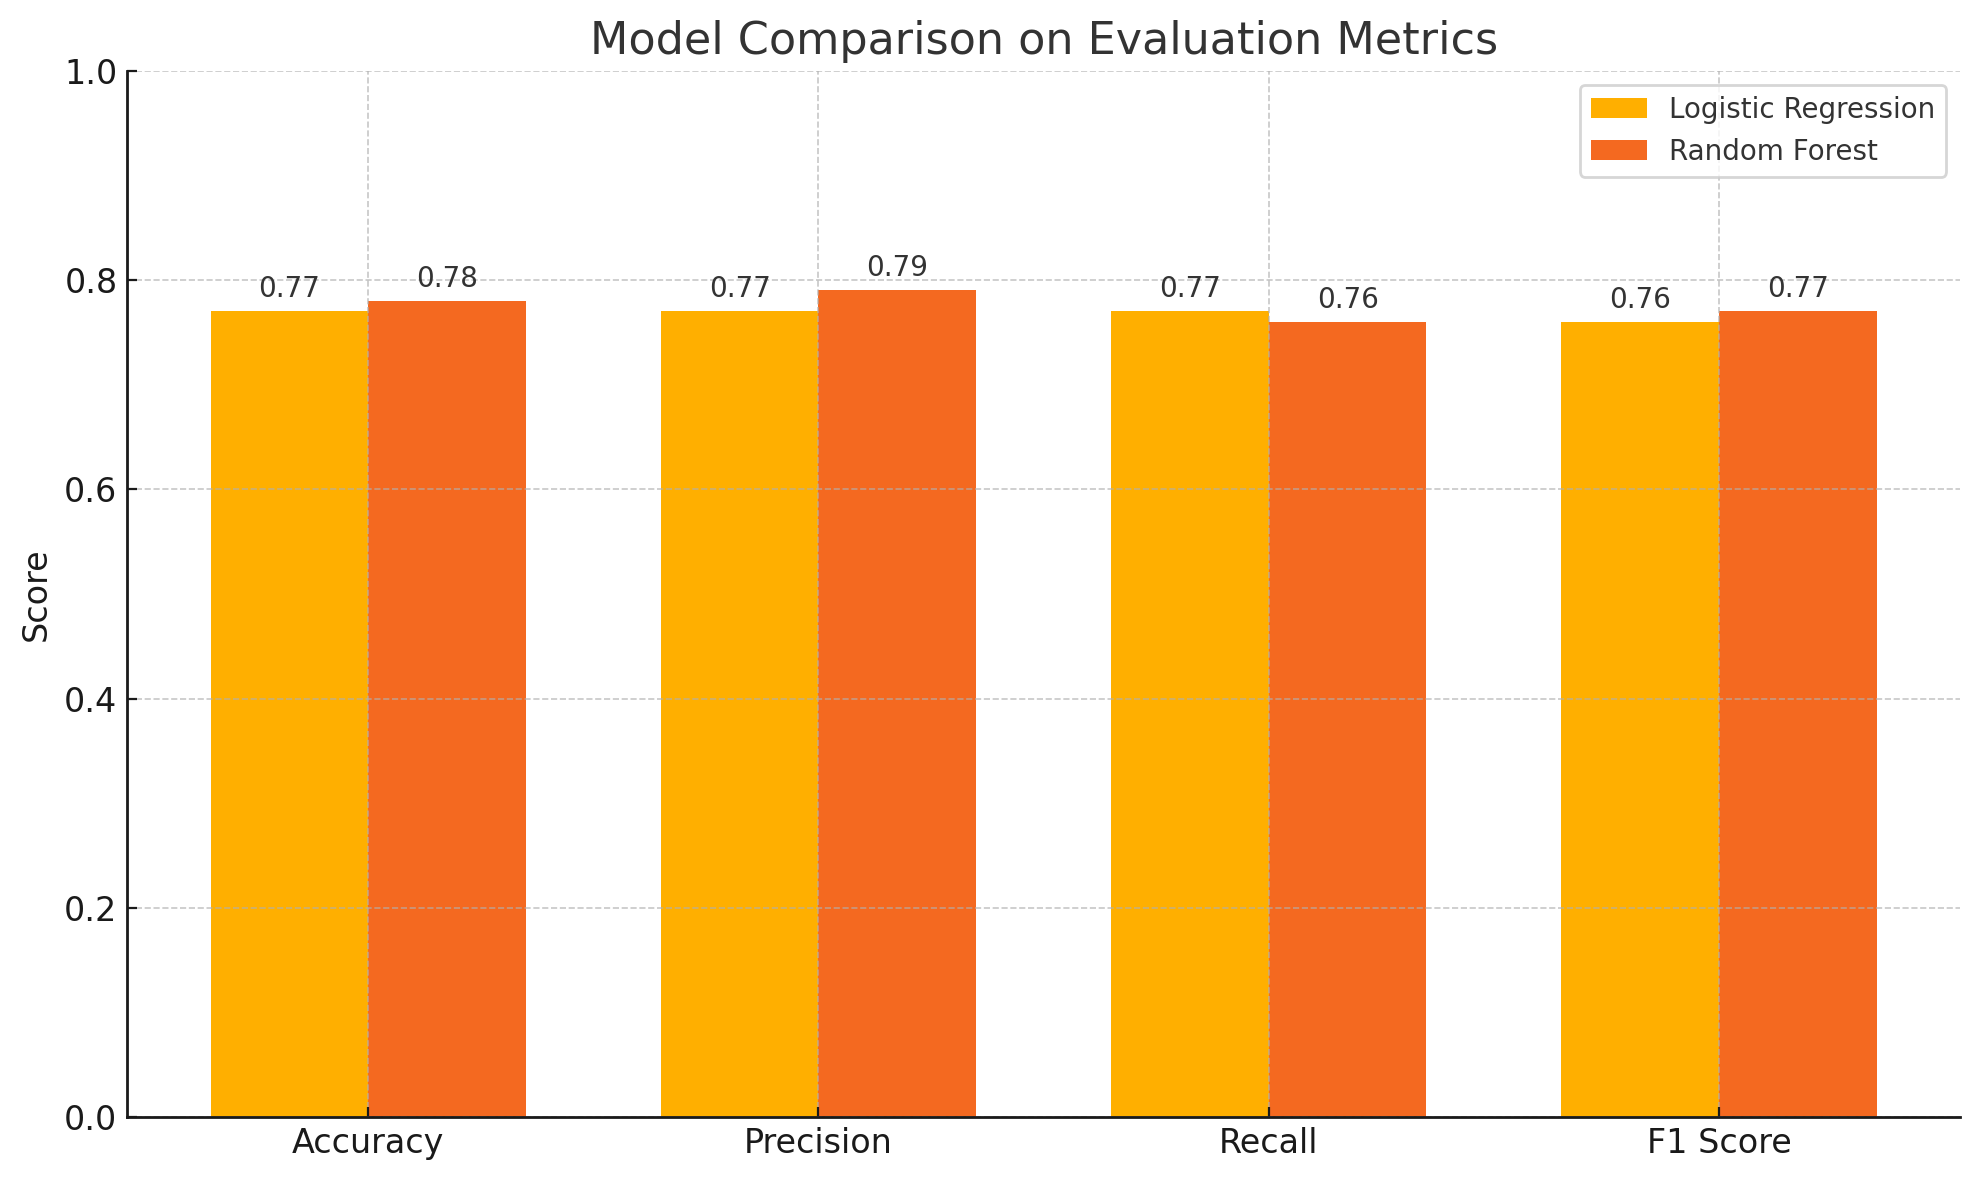 Model Comparison on Evaluation Metrics
Logistic Regression
Random Forest
1.0
0.8
0.6
0.4
0.2
0.0
Score
0.77
0.78
0.77
0.79
0.77
0.76
0.76
0.77
Accuracy
Precision
Recall
F1 Score